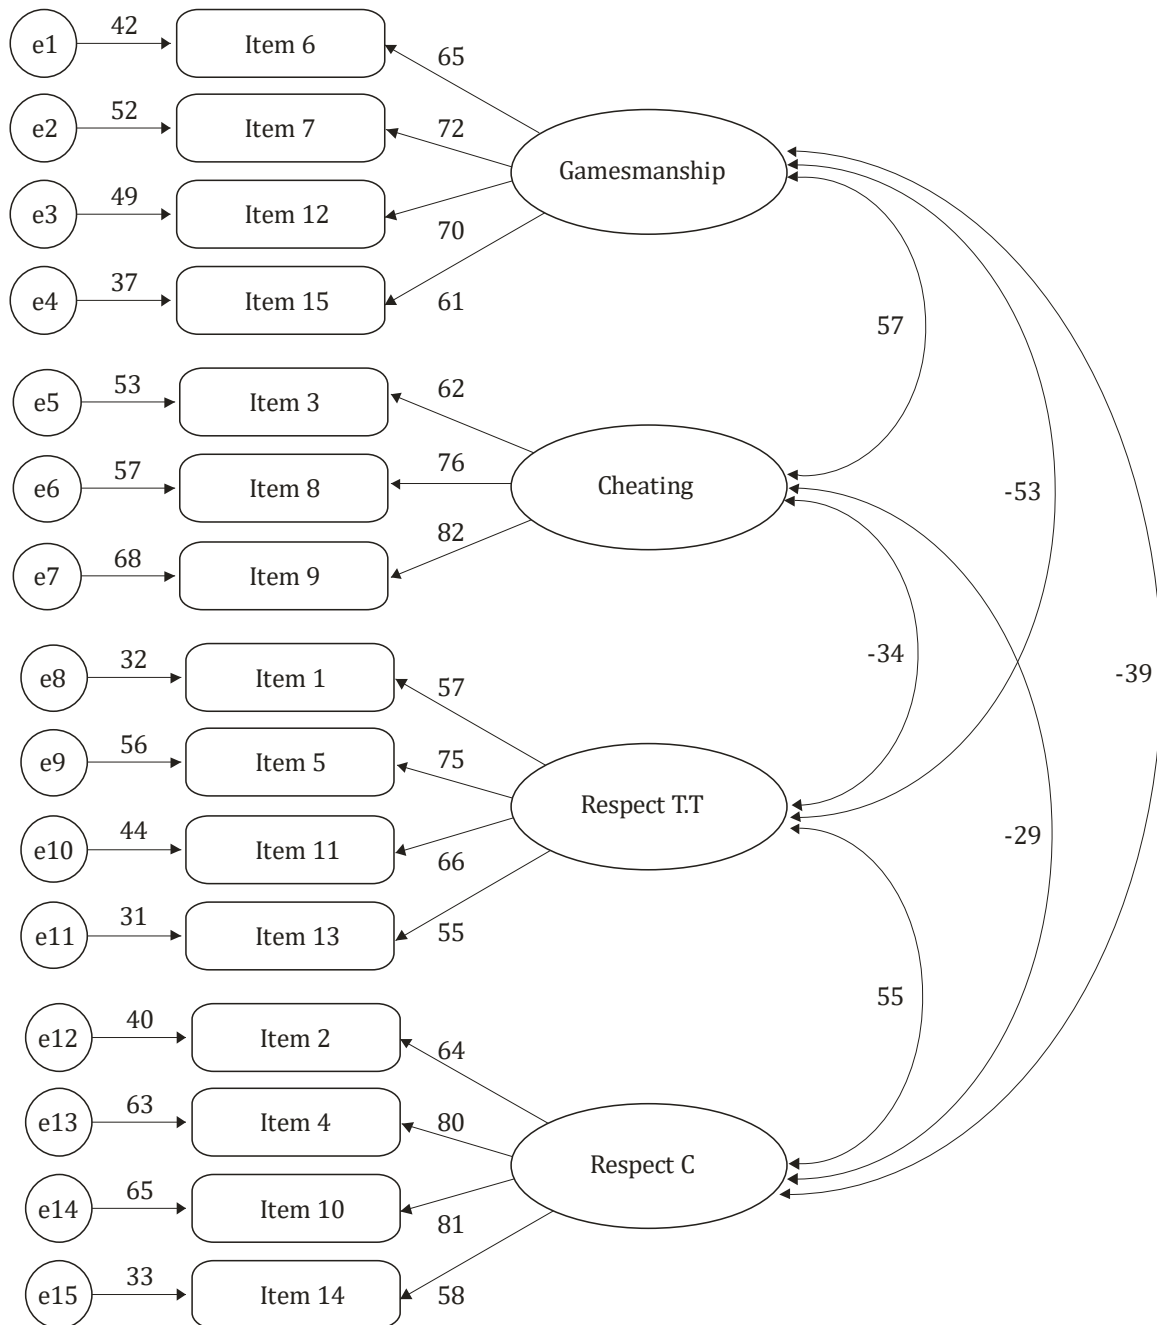 e1
42
Item 6
65
e2
52
Item 7
72
Gamesmanship
e3
49
Item 12
70
e4
37
Item 15
61
57
e5
53
Item 3
62
e6
57
Item 8
76
Cheating
-53
e7
68
Item 9
82
e8
32
Item 1
57
-34
-39
e9
56
Item 5
75
Respect T.T
e10
44
Item 11
66
-29
e11
31
Item 13
55
55
e12
40
Item 2
64
e13
63
Item 4
80
Respect C
e14
65
Item 10
81
e15
33
Item 14
58